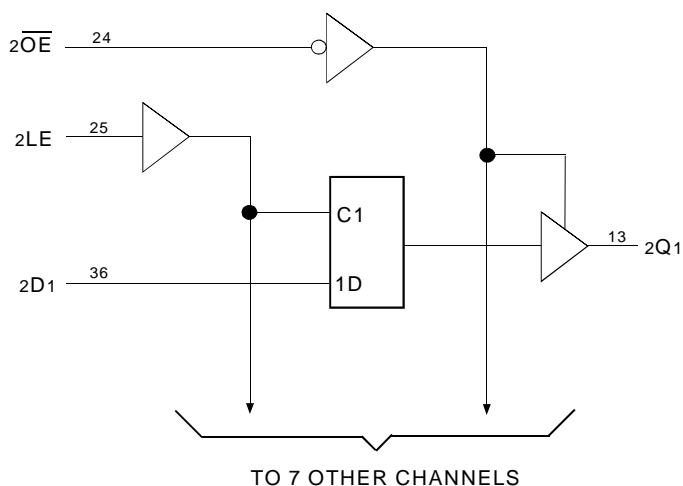 2OE 24
2LE 25
C1
13 2Q1
2D1 36 1D
TO 7 OTHER CHANNELS